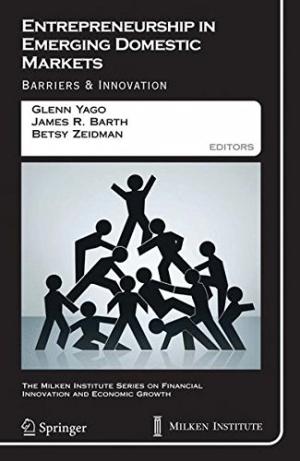 ENTREPRENEURSHIP IN
EMERGING DOMESTIC
MARKETS
BARRIERS & INNOVATION
GLENN YAGO
JAMES R. BARTH
BETSY ZEIDMAN
EDITORS
THE MILKEN INSTITUTE SERIES ON FINANCIAL
INNOVATION AND ECONOMIC GROWTH
Springer
MILKEN INSTITUTE